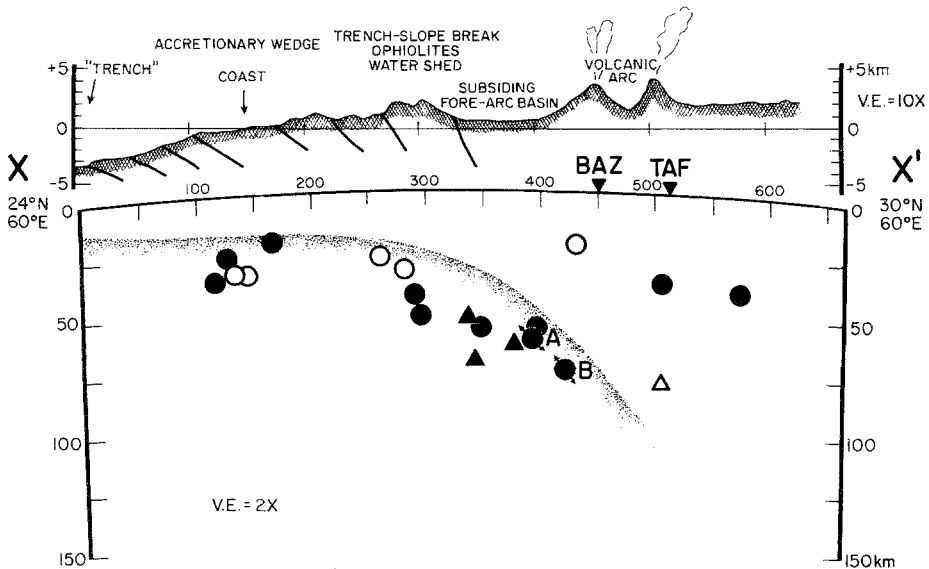 TRENCH-SLOPE BREAK
OPHIOLITES
WATER SHED
ACCRETIONARY WEDGE
VOLCANIC
ARC
+5
"TRENCH"
COAST
SUBSIDING
FORE-ARC BASIN
+5km
V.E.=10X
0
0
X
-5
-5
X'
BAZ
TAF
24°N
60°E
100
200
300
400
500
600
30°N
60°E
0
0
50
A
B
50
100
100
V.E.=2X
150
150km